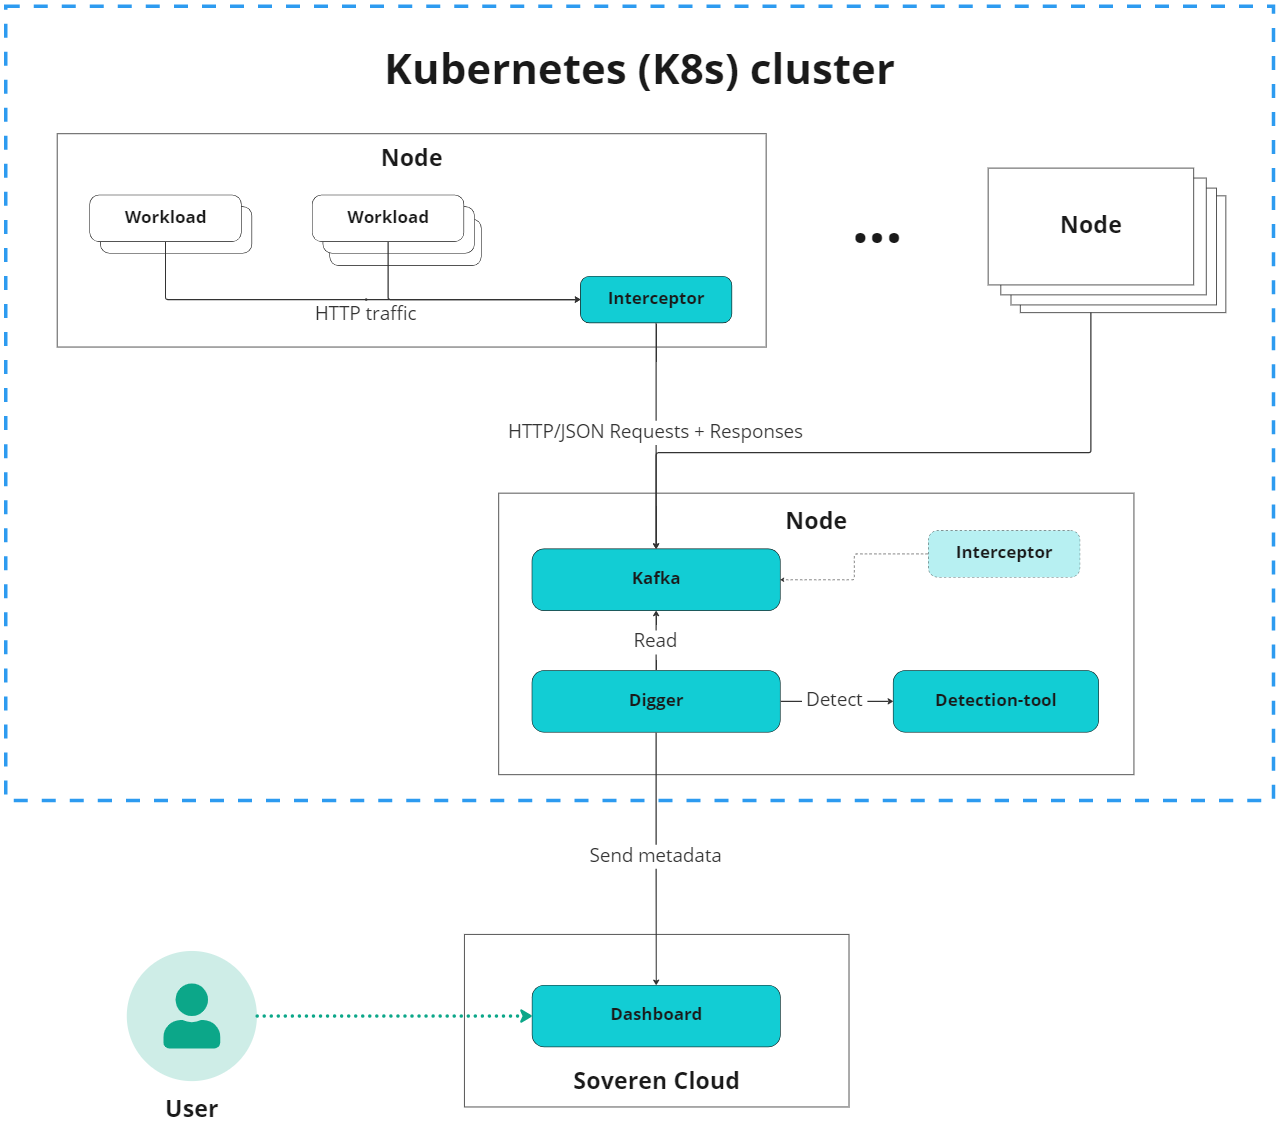 Kubernetes (K8s) cluster
Node
Workload
Workload
Interceptor
HTTP traffic
Node
HTTP/JSON Requests + Responses
Node
Interceptor
Kafka
Read
Digger
Detect
Detection-tool
Send metadata
Dashboard
Soveren Cloud
User